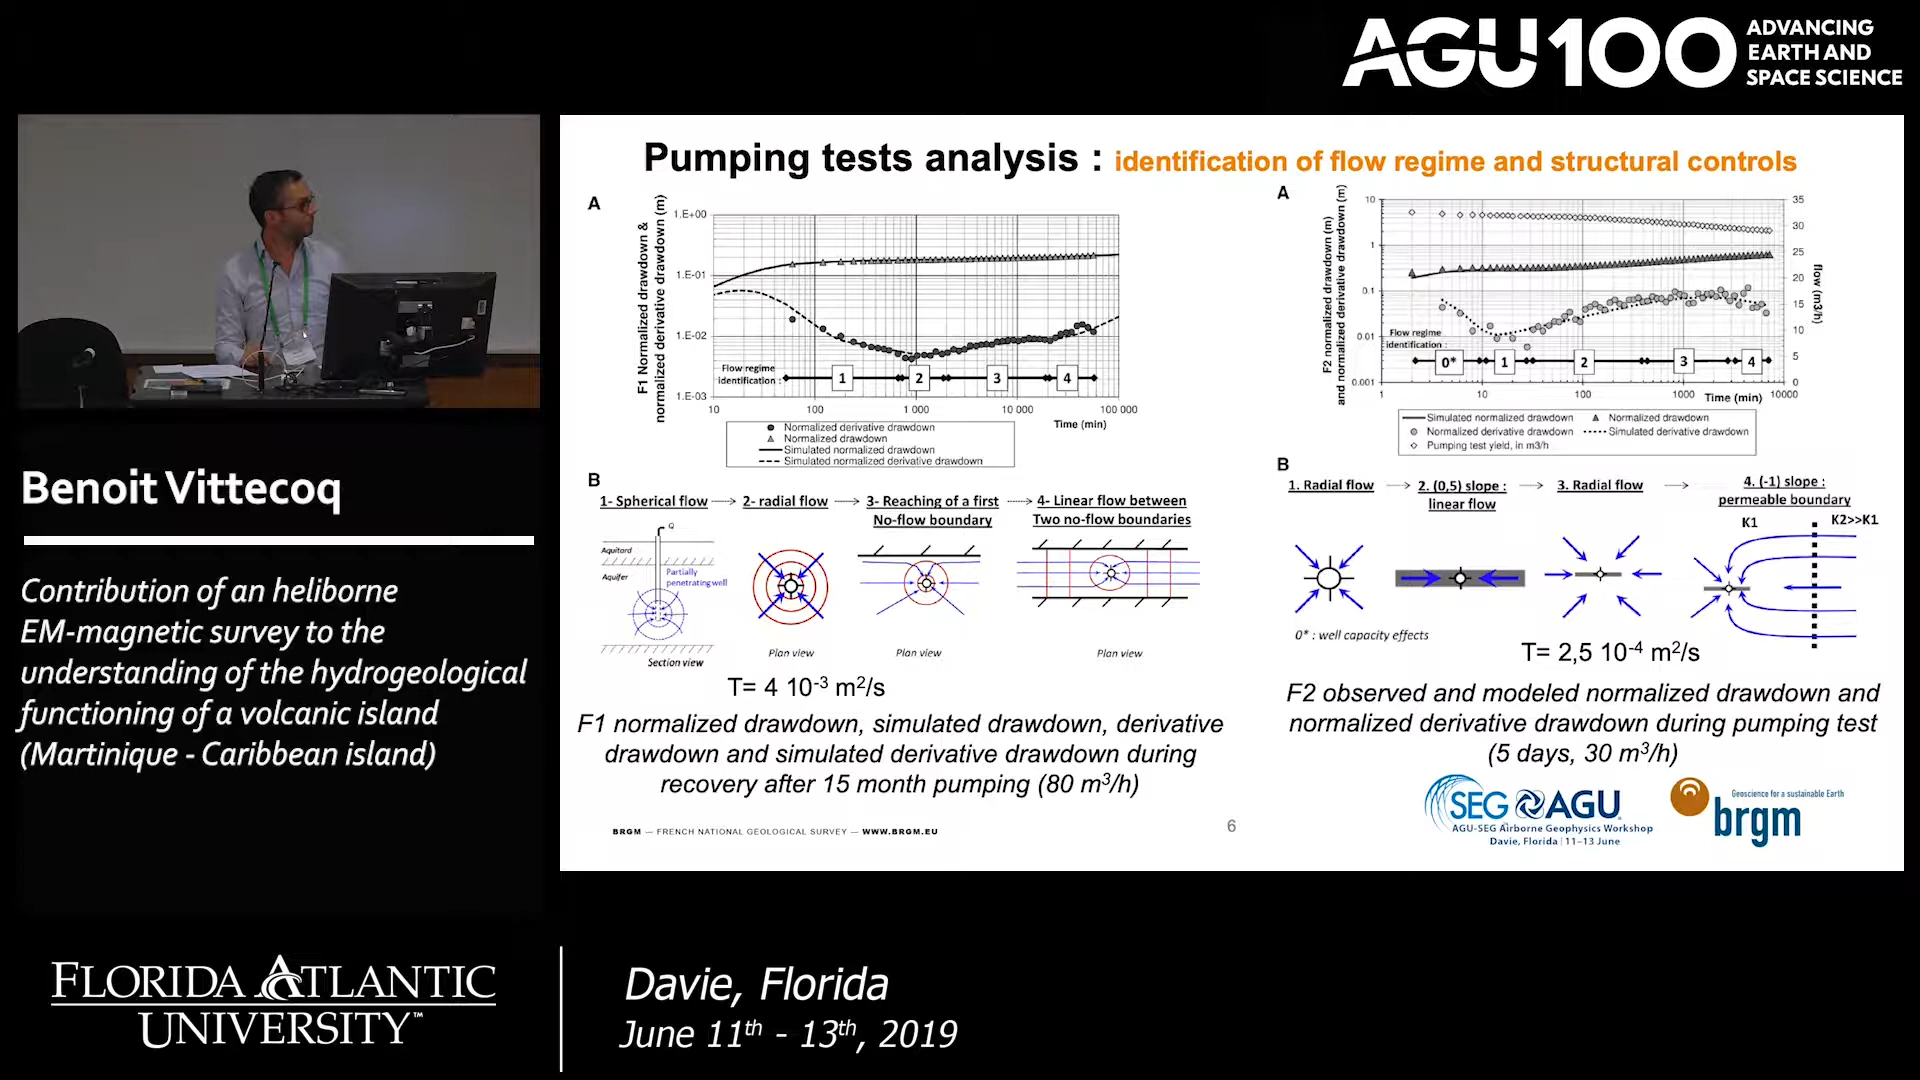 AGU100
ADVANCING
EARTH AND
SPACE SCIENCE
Benoit Vittecoq
Contribution of an heliborne
EM-magnetic survey to the
understanding of the hydrogeological
functioning of a volcanic island
(Martinique - Caribbean island)
Pumping tests analysis : identification of flow regime and structural controls
A
F1 Normalized drawdown &
normalized derivative drawdown (m)
1.E+00
1.E-01
1.E-02
1.E-03
Flow regime
identification :
1
2
3
4
10
100
1 000
10 000
100 000
Time (min)
Normalized derivative drawdown
Normalized drawdown
Simulated normalized drawdown
Simulated normalized derivative drawdown
B
1- Spherical flow
2- radial flow
3- Reaching of a first
No-flow boundary
4- Linear flow between
Two no-flow boundaries
Q
Aquitard
Aquifer
Partially
penetrating well
Section view
Plan view
Plan view
Plan view
T= 4 10-3 m2/s
F1 normalized drawdown, simulated drawdown, derivative
drawdown and simulated derivative drawdown during
recovery after 15 month pumping (80 m3/h)
A
F2 normalized drawdown (m)
and normalized derivative drawdown (m)
10
1
0.1
0.01
0.001
35
30
25
20
15
10
5
0
flow (m3/h)
Flow regime
identification :
0*
1
2
3
4
1
10
100
1000
10000
Time (min)
Simulated normalized drawdown
Normalized drawdown
Normalized derivative drawdown
Simulated derivative drawdown
Pumping test yield, in m3/h
B
1. Radial flow
2. (0,5) slope :
linear flow
3. Radial flow
4. (-1) slope :
permeable boundary
K1
K2>>K1
0* : well capacity effects
T= 2,5 10-4 m2/s
F2 observed and modeled normalized drawdown and
normalized derivative drawdown during pumping test
(5 days, 30 m3/h)
BRGM — FRENCH NATIONAL GEOLOGICAL SURVEY — WWW.BRGM.EU
6
SEG AGU
AGU-SEG Airborne Geophysics Workshop
Davie, Florida | 11–13 June
Geoscience for a sustainable Earth
brgm
FLORIDA ATLANTIC
UNIVERSITY™
Davie, Florida
June 11th - 13th, 2019